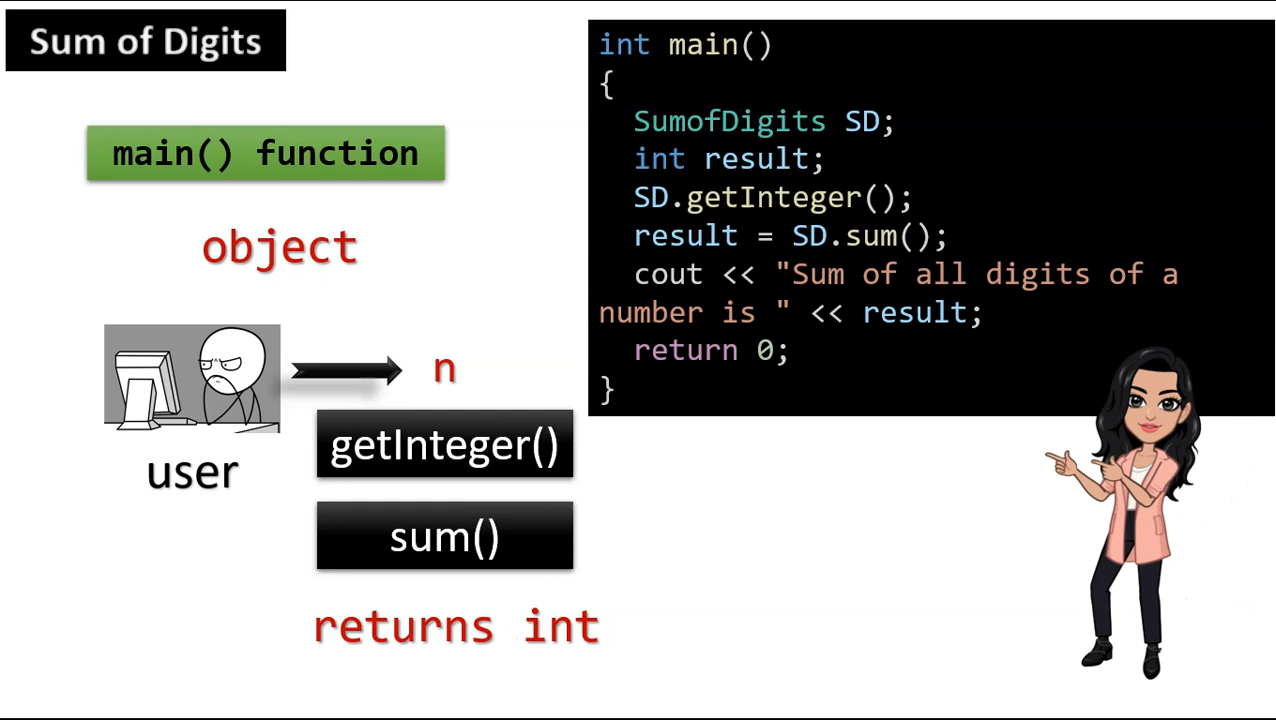 Sum of Digits
main() function
object
n
getInteger()
user
sum()
returns int
int main()
{
SumofDigits SD;
int result;
SD.getInteger();
result = SD.sum();
cout << "Sum of all digits of a
number is " << result;
return 0;
}